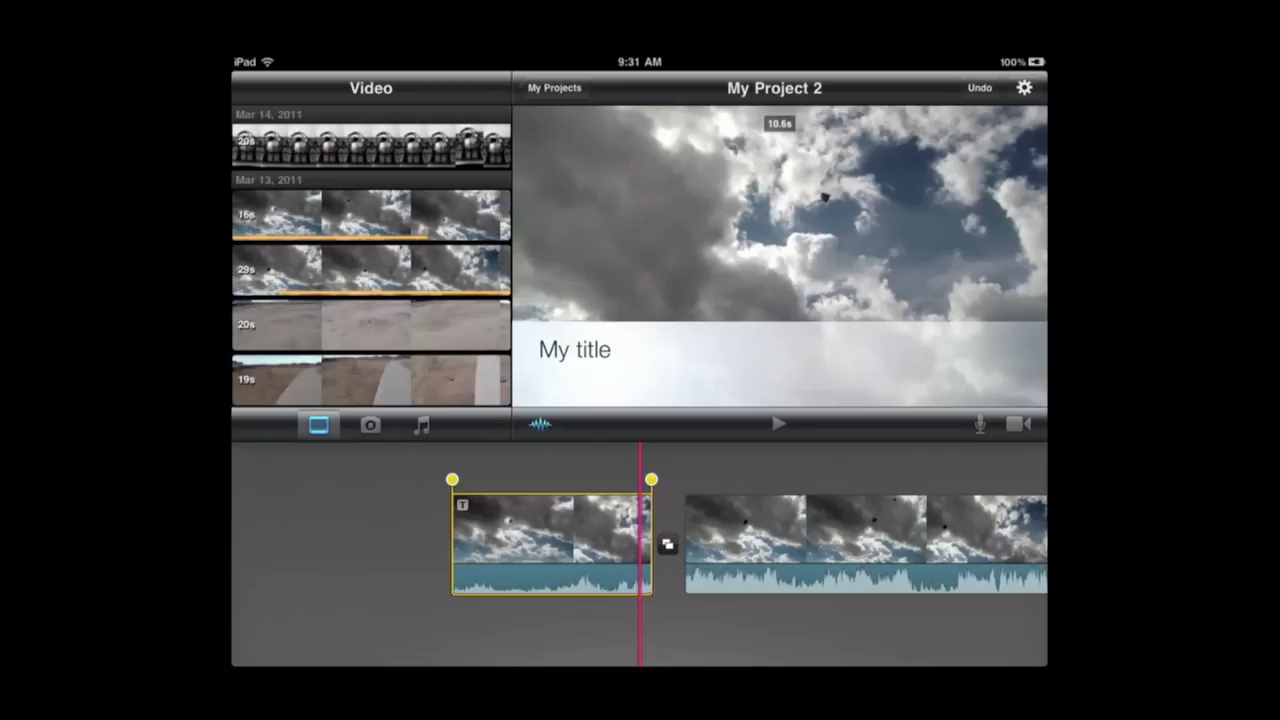 iPad 9:31 AM 100%
Video My Projects My Project 2 Undo
Mar 14, 2011
10.6s
20s
Mar 13, 2011
16s
29s
20s
My title
19s
T